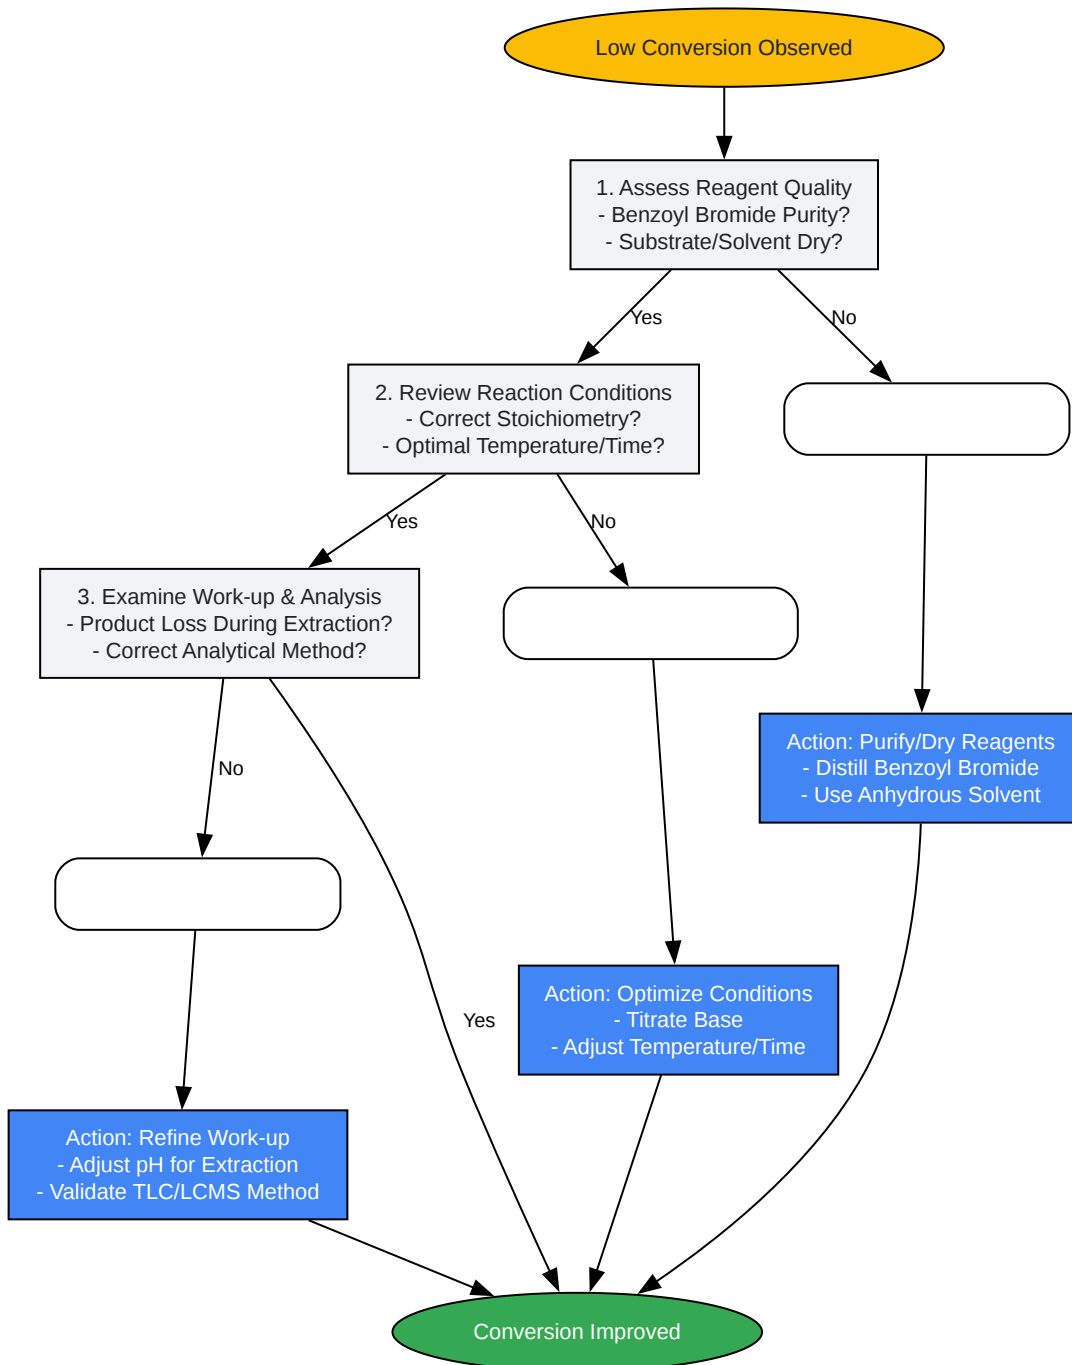 Low Conversion Observed
1. Assess Reagent Quality
- Benzoyl Bromide Purity?
- Substrate/Solvent Dry?
Yes
No
2. Review Reaction Conditions
- Correct Stoichiometry?
- Optimal Temperature/Time?
Yes
No
3. Examine Work-up & Analysis
- Product Loss During Extraction?
- Correct Analytical Method?
Action: Purify/Dry Reagents
- Distill Benzoyl Bromide
- Use Anhydrous Solvent
No
Yes
Action: Optimize Conditions
- Titrate Base
- Adjust Temperature/Time
Action: Refine Work-up
- Adjust pH for Extraction
- Validate TLC/LCMS Method
Conversion Improved